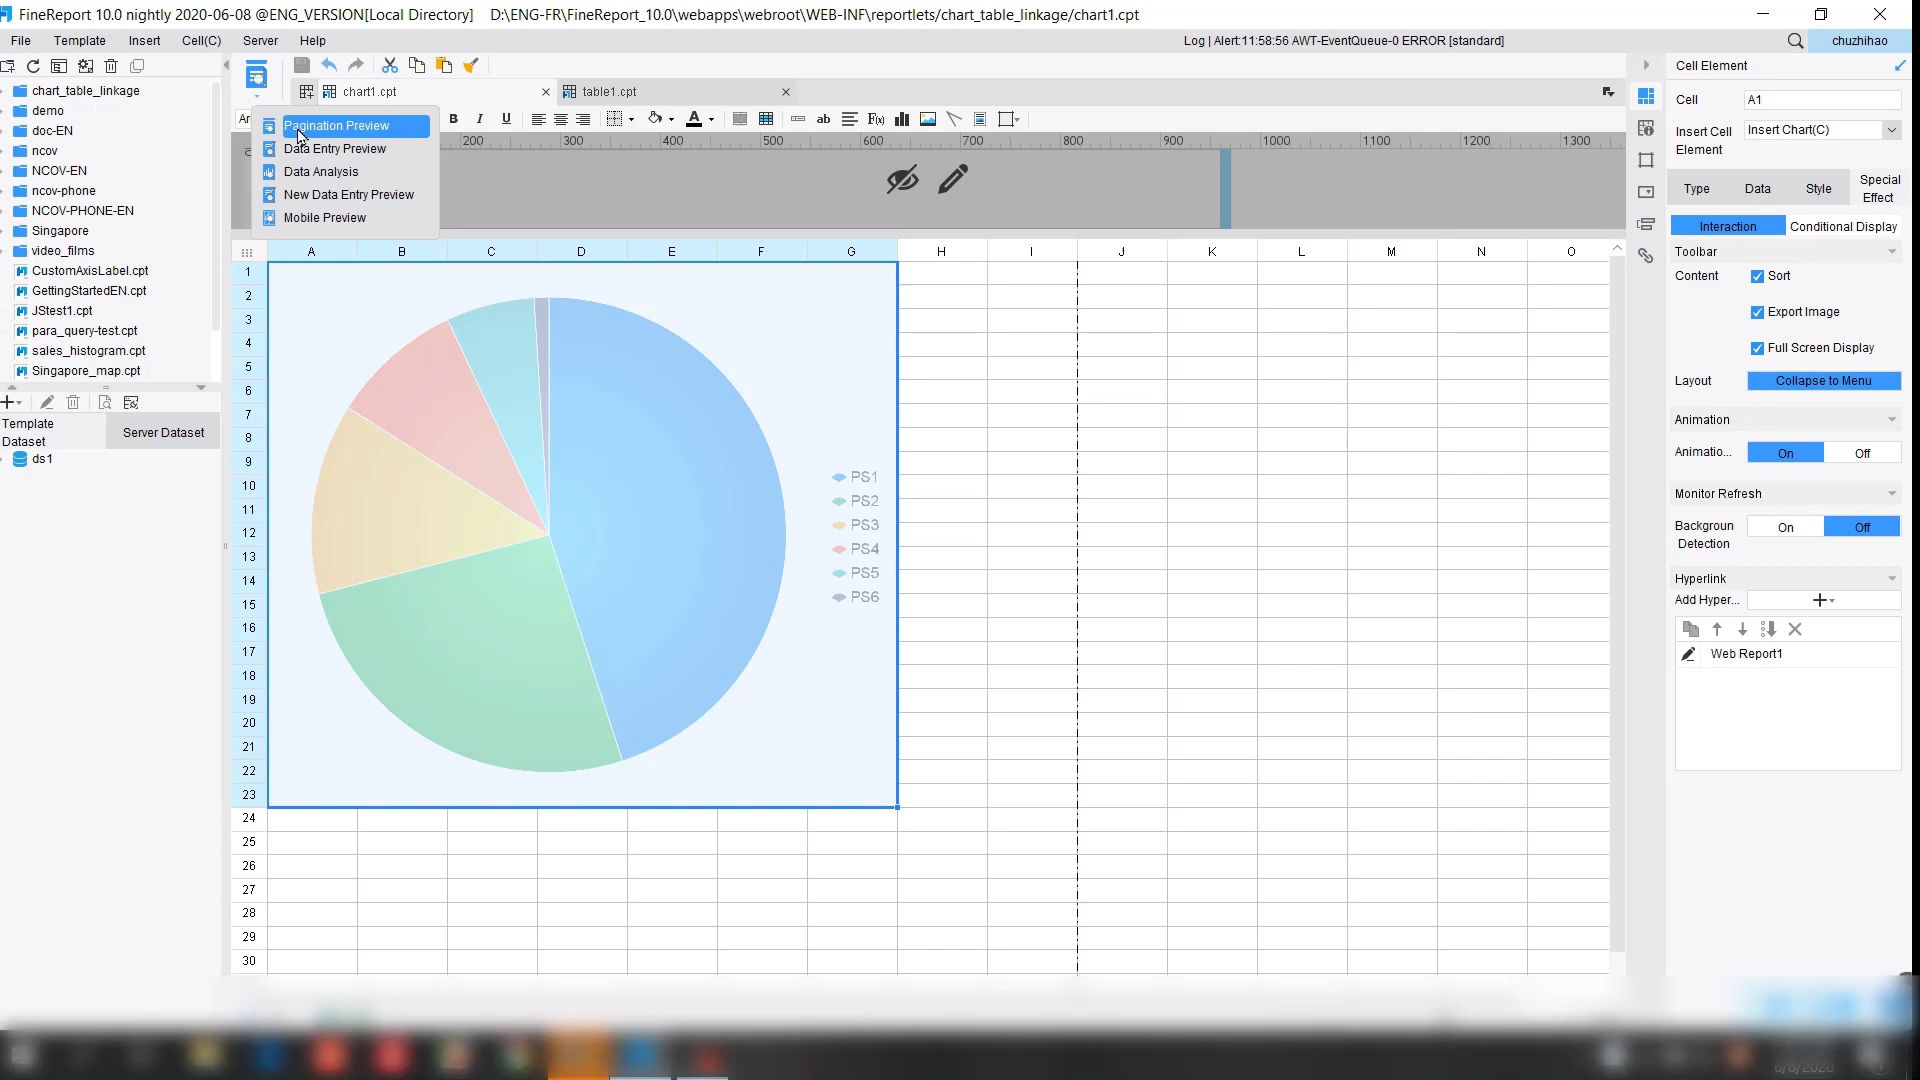 FineReport 10.0 nightly 2020-06-08 @ENG_VERSION[Local Directory] D:\ENG-FR\FineReport_10.0\webapps\webroot\WEB-INF\reportlets/chart_table_linkage/chart1.cpt
File Template Insert Cell(C) Server Help Log | Alert:11:58:56 AWT-EventQueue-0 ERROR [standard] chuzhihao
chart1.cpt table1.cpt
Ar B I U A ab F(x)
Pagination Preview
Data Entry Preview
Data Analysis
New Data Entry Preview
Mobile Preview
200 300 400 500 600 700 800 900 1000 1100 1200 1300
chart_table_linkage
demo
doc-EN
ncov
NCOV-EN
ncov-phone
NCOV-PHONE-EN
Singapore
video_films
CustomAxisLabel.cpt
GettingStartedEN.cpt
JStest1.cpt
para_query-test.cpt
sales_histogram.cpt
Singapore_map.cpt
Template
Dataset
Server Dataset
ds1
A B C D E F G H I J K L M N O
1
2
3
4
5
6
7
8
9
10
11
12
13
14
15
16
17
18
19
20
21
22
23
24
25
26
27
28
29
30
PS1
PS2
PS3
PS4
PS5
PS6
Cell Element
Cell A1
Insert Cell
Element
Insert Chart(C)
Type Data Style Special
Effect
Interaction Conditional Display
Toolbar
Content Sort
Export Image
Full Screen Display
Layout Collapse to Menu
Animation
Animatio... On Off
Monitor Refresh
Backgroun
Detection
On Off
Hyperlink
Add Hyper...
Web Report1